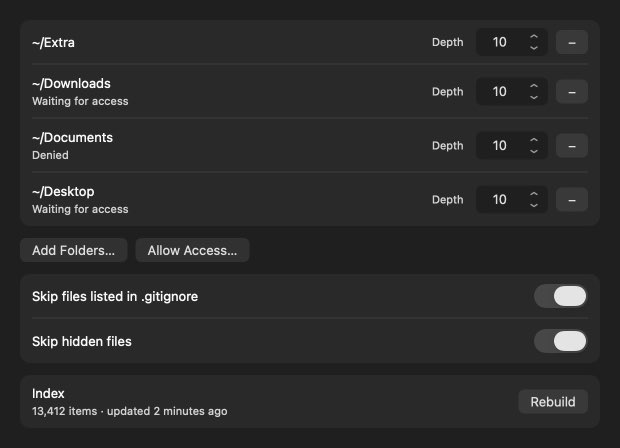 ~/Extra Depth 10 –
~/Downloads
Waiting for access Depth 10 –
~/Documents
Denied Depth 10 –
~/Desktop
Waiting for access Depth 10 –
Add Folders... Allow Access...
Skip files listed in .gitignore
Skip hidden files
Index
13,412 items · updated 2 minutes ago Rebuild